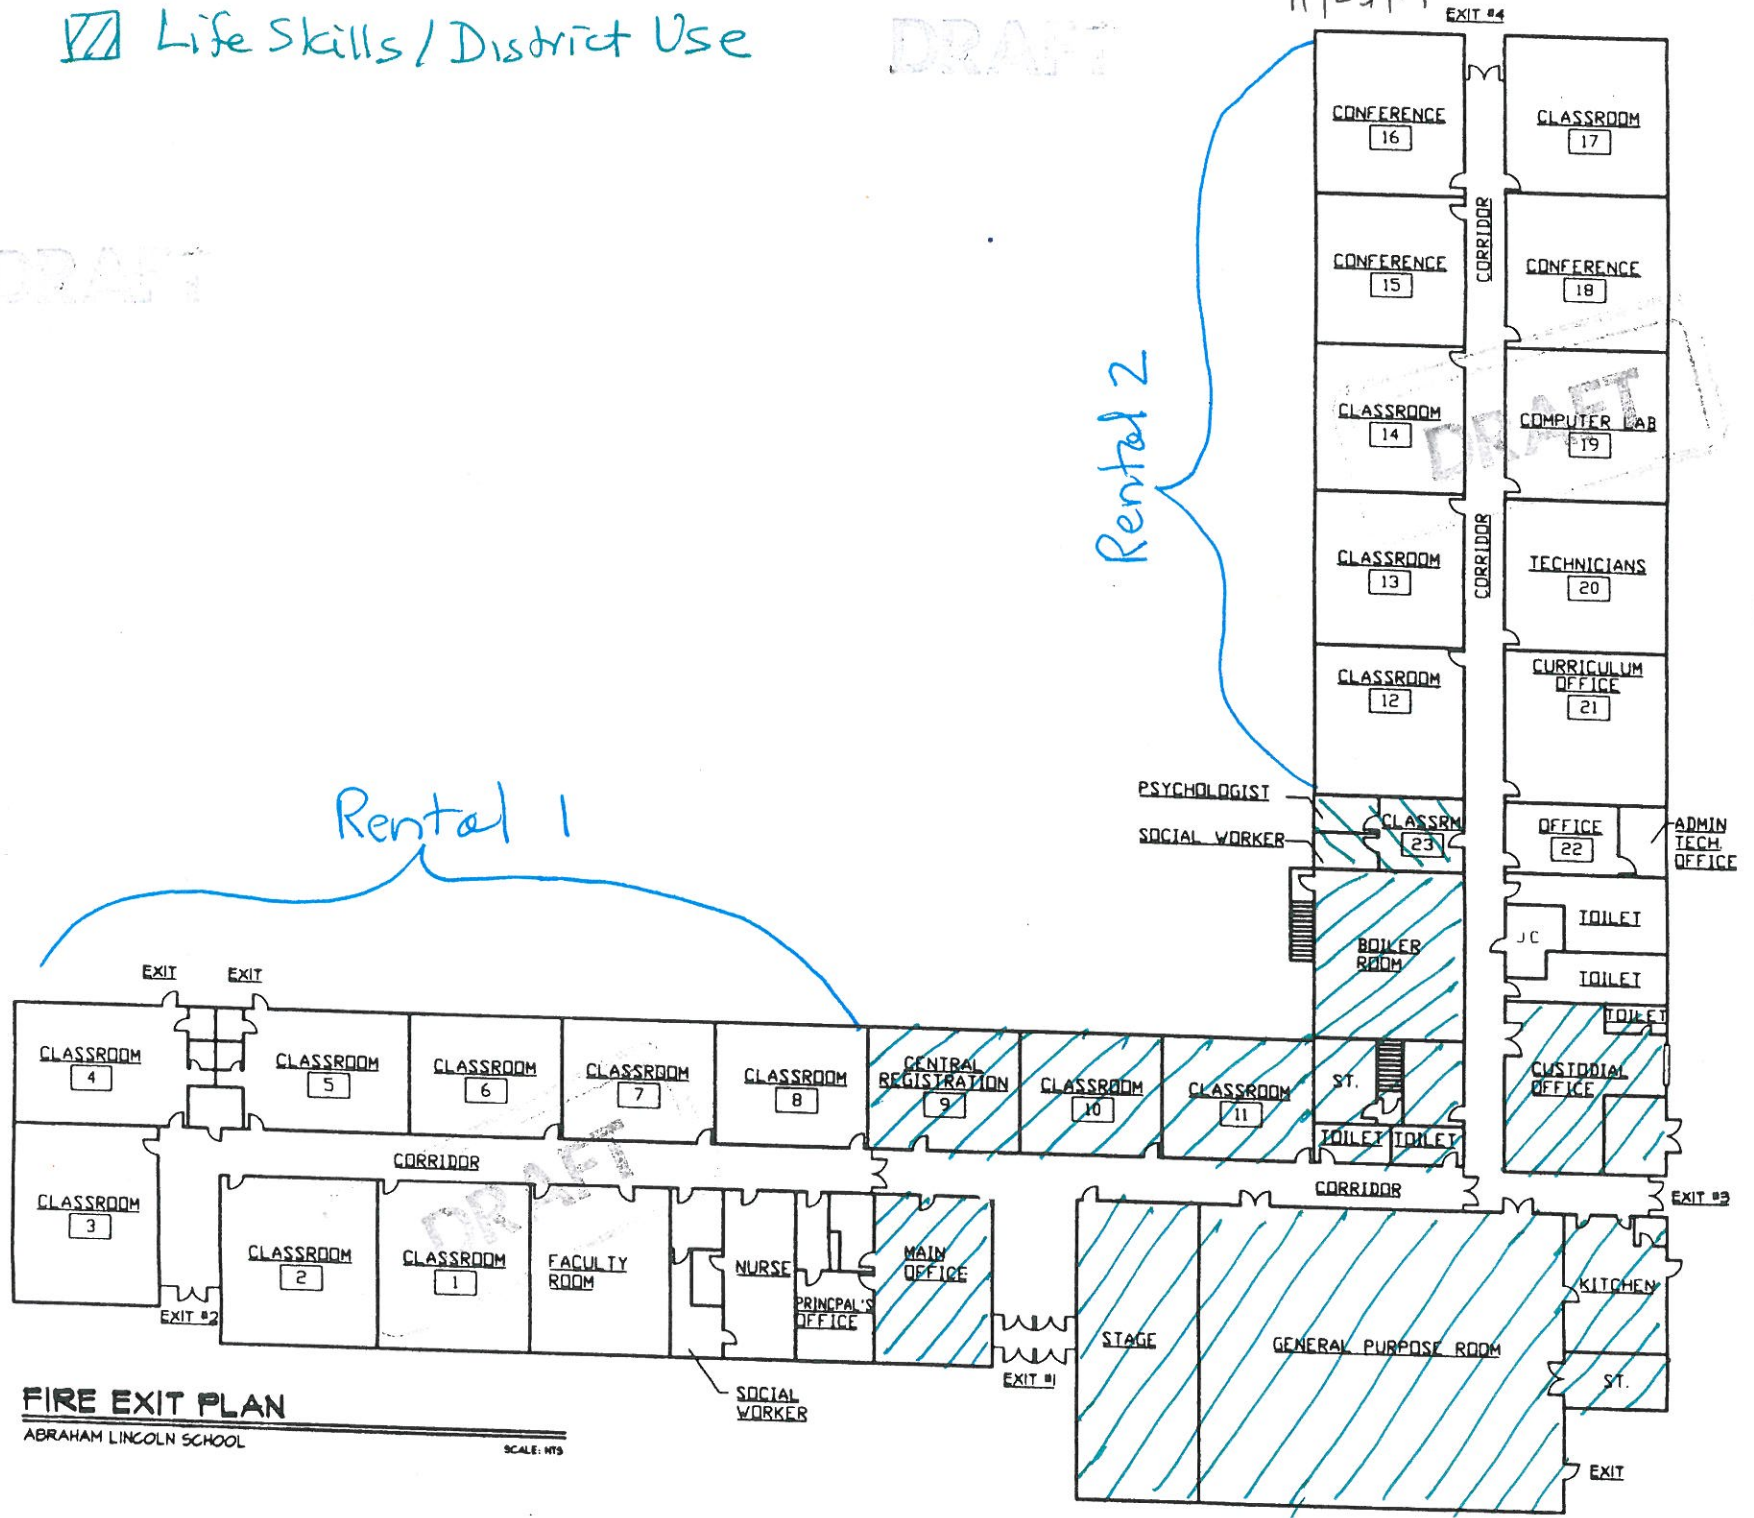 Life Skills / District Use
DRAFT
EXIT #4
CONFERENCE
16
CLASSROOM
17
CORRIDOR
DRAFT
CONFERENCE
15
CONFERENCE
18
Rental 2
CLASSROOM
14
COMPUTER LAB
19
DRAFT
CLASSROOM
13
CORRIDOR
TECHNICIANS
20
CLASSROOM
12
CURRICULUM
OFFICE
21
PSYCHOLOGIST
SOCIAL WORKER
CLASSRM
23
OFFICE
22
ADMIN
TECH.
OFFICE
Rental 1
TOILET
JC
TOILET
BOILER
ROOM
EXIT
EXIT
TOILET
CUSTODIAL
OFFICE
CLASSROOM
4
CLASSROOM
5
CLASSROOM
6
CLASSROOM
7
CLASSROOM
8
CENTRAL
REGISTRATION
9
CLASSROOM
10
CLASSROOM
11
ST.
TOILET
TOILET
CORRIDOR
DRAFT
CORRIDOR
EXIT #3
CLASSROOM
3
CLASSROOM
2
CLASSROOM
1
FACULTY
ROOM
NURSE
PRINCPAL'S
OFFICE
MAIN
OFFICE
STAGE
GENERAL PURPOSE ROOM
KITCHEN
ST.
EXIT #2
EXIT #1
SOCIAL
WORKER
EXIT
FIRE EXIT PLAN
ABRAHAM LINCOLN SCHOOL
SCALE: NTS